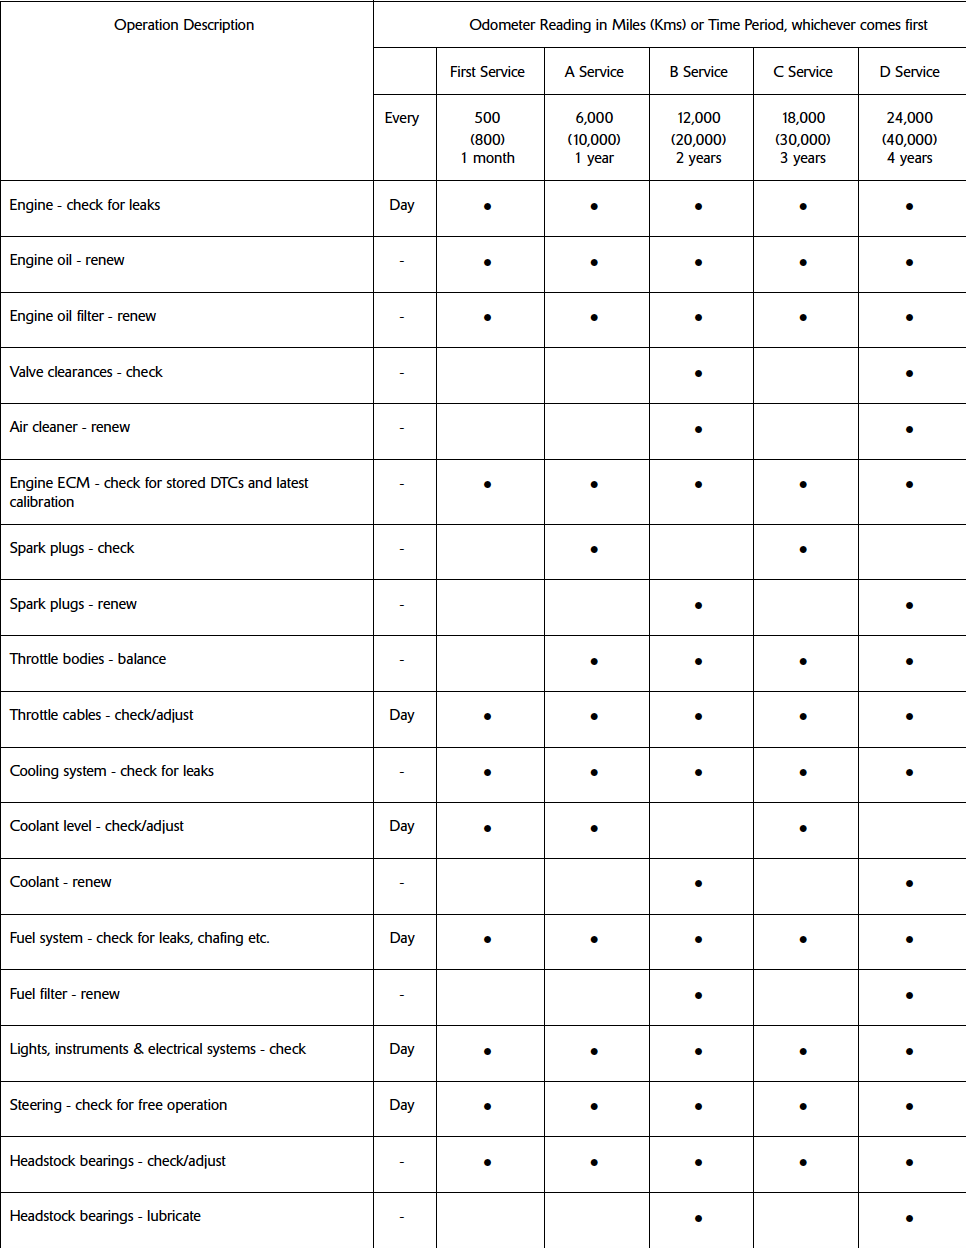 Operation Description
Odometer Reading in Miles (Kms) or Time Period, whichever comes first
First Service A Service B Service C Service D Service
Every 500 6,000 12,000 18,000 24,000
(800) (10,000) (20,000) (30,000) (40,000)
1 month 1 year 2 years 3 years 4 years
Engine - check for leaks Day • • • • •
Engine oil - renew - • • • • •
Engine oil filter - renew - • • • • •
Valve clearances - check - • •
Air cleaner - renew - • •
Engine ECM - check for stored DTCs and latest - • • • • •
calibration
Spark plugs - check - • •
Spark plugs - renew - • •
Throttle bodies - balance - • • • •
Throttle cables - check/adjust Day • • • • •
Cooling system - check for leaks - • • • • •
Coolant level - check/adjust Day • • •
Coolant - renew - • •
Fuel system - check for leaks, chafing etc. Day • • • • •
Fuel filter - renew - • •
Lights, instruments & electrical systems - check Day • • • • •
Steering - check for free operation Day • • • • •
Headstock bearings - check/adjust - • • • • •
Headstock bearings - lubricate - • •